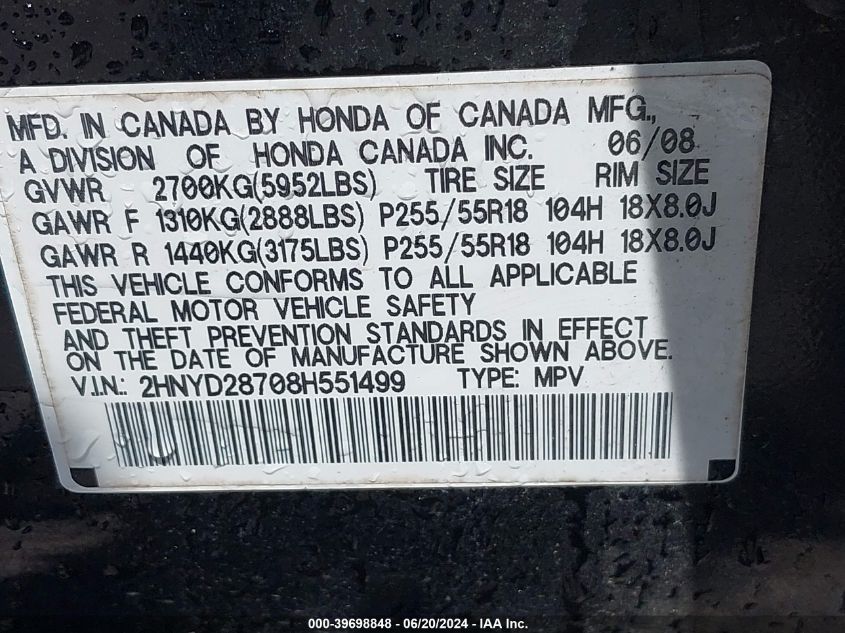 MFD. IN CANADA BY HONDA OF CANADA MFG.,
A DIVISION OF HONDA CANADA INC. 06/08
GVWR 2700KG(5952LBS) TIRE SIZE RIM SIZE
GAWR F 1310KG(2888LBS) P255/55R18 104H 18X8.0J
GAWR R 1440KG(3175LBS) P255/55R18 104H 18X8.0J
THIS VEHICLE CONFORMS TO ALL APPLICABLE
FEDERAL MOTOR VEHICLE SAFETY
AND THEFT PREVENTION STANDARDS IN EFFECT
ON THE DATE OF MANUFACTURE SHOWN ABOVE.
V.I.N.: 2HNYD28708H551499 TYPE: MPV
000-39698848 - 06/20/2024 - IAA Inc.